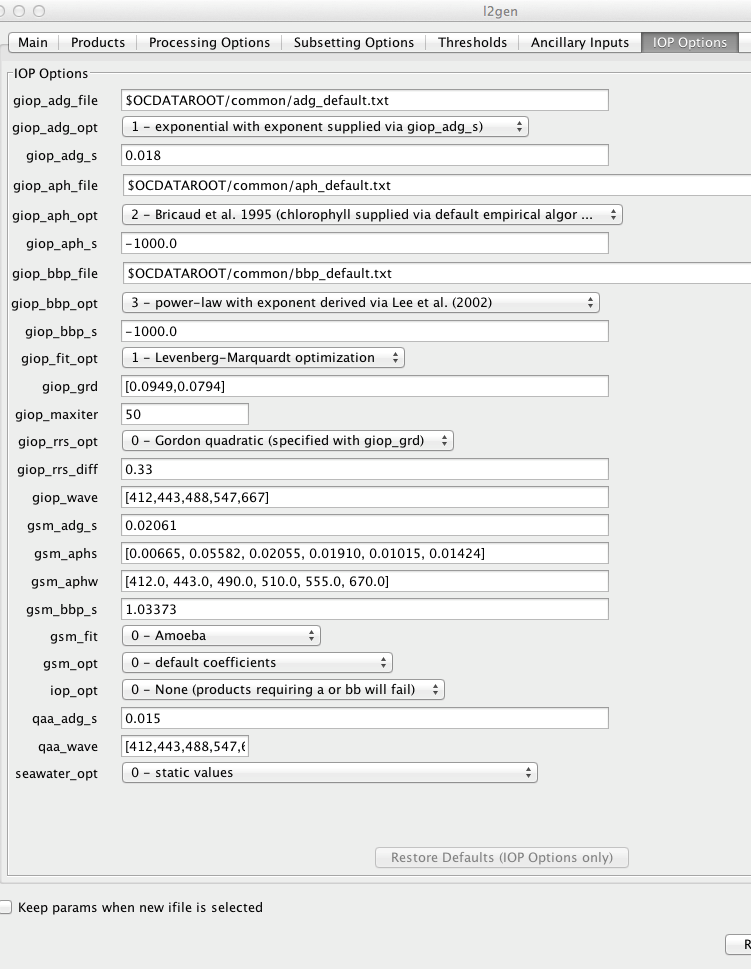 l2gen
Main Products Processing Options Subsetting Options Thresholds Ancillary Inputs IOP Options
IOP Options
giop_adg_file $OCDATAROOT/common/adg_default.txt
giop_adg_opt 1 – exponential with exponent supplied via giop_adg_s)
giop_adg_s 0.018
giop_aph_file $OCDATAROOT/common/aph_default.txt
giop_aph_opt 2 – Bricaud et al. 1995 (chlorophyll supplied via default empirical algor ...
giop_aph_s -1000.0
giop_bbp_file $OCDATAROOT/common/bbp_default.txt
giop_bbp_opt 3 – power-law with exponent derived via Lee et al. (2002)
giop_bbp_s -1000.0
giop_fit_opt 1 – Levenberg-Marquardt optimization
giop_grd [0.0949,0.0794]
giop_maxiter 50
giop_rrs_opt 0 – Gordon quadratic (specified with giop_grd)
giop_rrs_diff 0.33
giop_wave [412,443,488,547,667]
gsm_adg_s 0.02061
gsm_aphs [0.00665, 0.05582, 0.02055, 0.01910, 0.01015, 0.01424]
gsm_aphw [412.0, 443.0, 490.0, 510.0, 555.0, 670.0]
gsm_bbp_s 1.03373
gsm_fit 0 – Amoeba
gsm_opt 0 – default coefficients
iop_opt 0 – None (products requiring a or bb will fail)
qaa_adg_s 0.015
qaa_wave [412,443,488,547,6
seawater_opt 0 – static values
Restore Defaults (IOP Options only)
Keep params when new ifile is selected
R